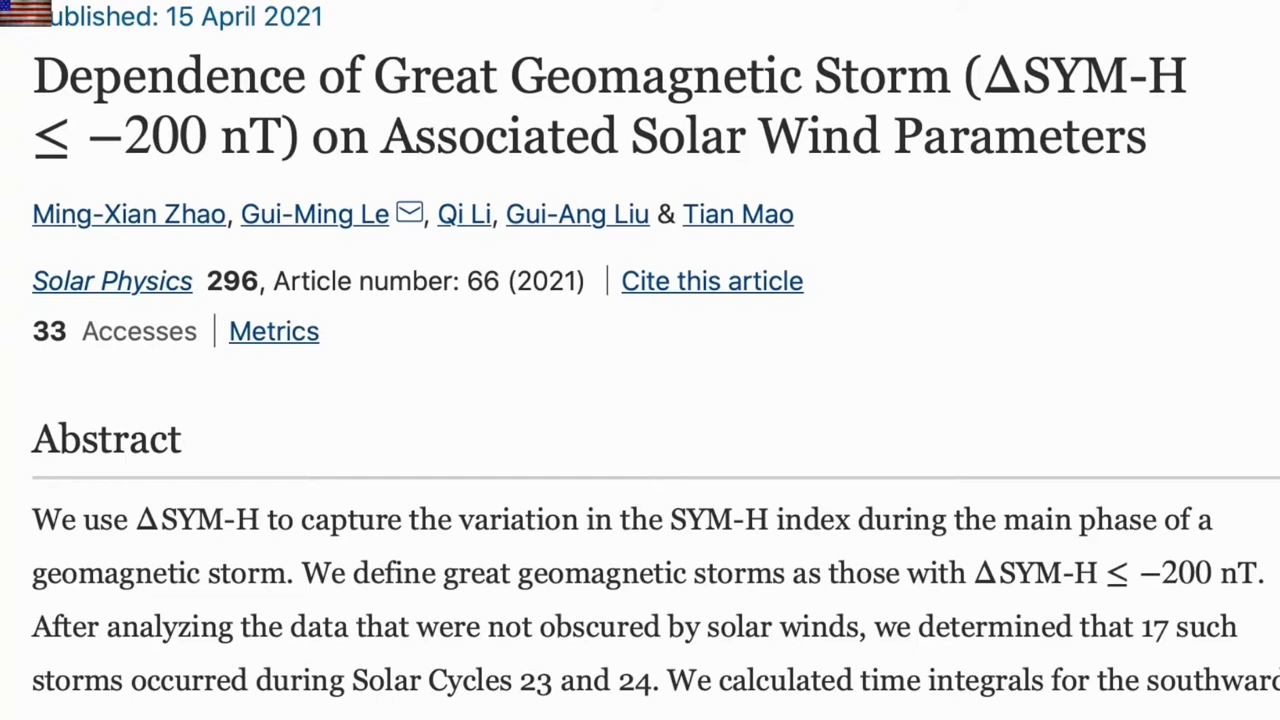 ublished: 15 April 2021
Dependence of Great Geomagnetic Storm (ΔSYM-H
≤ −200 nT) on Associated Solar Wind Parameters
Ming-Xian Zhao, Gui-Ming Le, Qi Li, Gui-Ang Liu & Tian Mao
Solar Physics 296, Article number: 66 (2021) | Cite this article
33 Accesses | Metrics
Abstract
We use ΔSYM-H to capture the variation in the SYM-H index during the main phase of a
geomagnetic storm. We define great geomagnetic storms as those with ΔSYM-H ≤ −200 nT.
After analyzing the data that were not obscured by solar winds, we determined that 17 such
storms occurred during Solar Cycles 23 and 24. We calculated time integrals for the southward